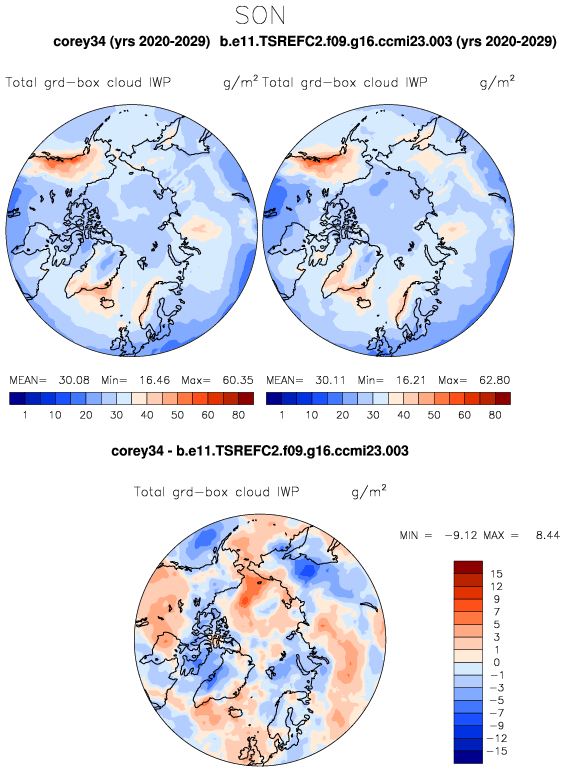 SON
corey34 (yrs 2020-2029) b.e11.TSREFC2.f09.g16.ccmi23.003 (yrs 2020-2029)
Total grd-box cloud IWP g/m² Total grd-box cloud IWP g/m²
MEAN= 30.08 Min= 16.46 Max= 60.35 MEAN= 30.11 Min= 16.21 Max= 62.80
1 10 20 30 40 50 60 80 1 10 20 30 40 50 60 80
corey34 - b.e11.TSREFC2.f09.g16.ccmi23.003
Total grd-box cloud IWP g/m²
MIN = -9.12 MAX = 8.44
15
12
9
7
5
3
1
0
-1
-3
-5
-7
-9
-12
-15